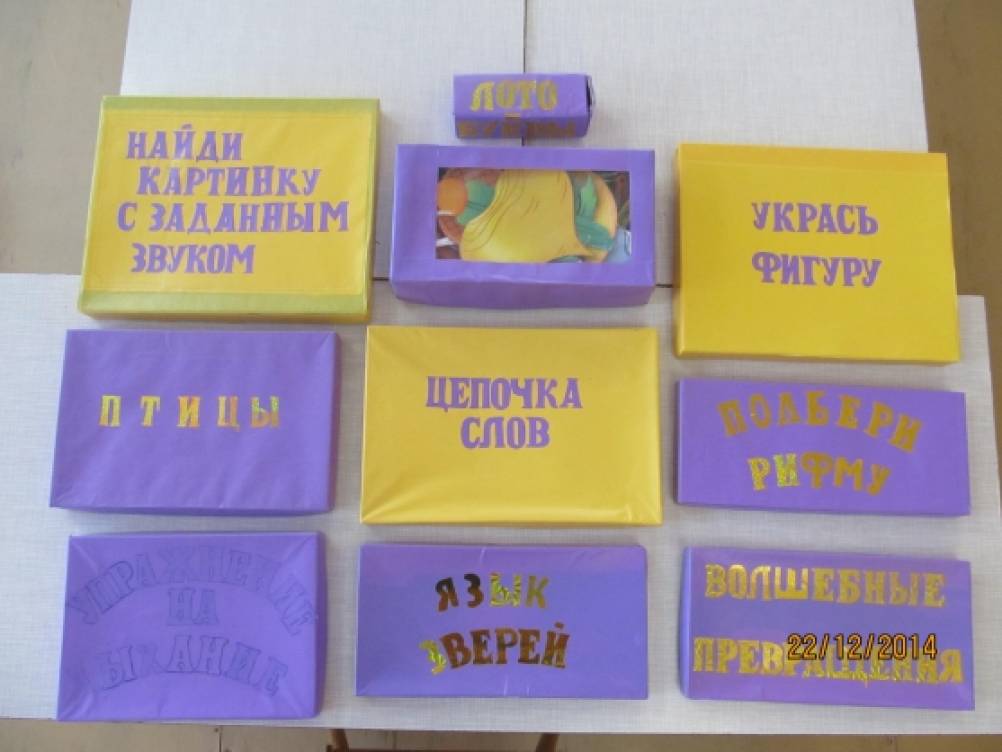 ЛОТО
БУКВЫ
НАЙДИ
КАРТИНКУ
С ЗАДАННЫМ
ЗВУКОМ
УКРАСЬ
ФИГУРУ
ПТИЦЫ
ЦЕПОЧКА
СЛОВ
ПОДБЕРИ
РИФМУ
УПРАЖНЕНИЕ
НА
ДЫХАНИЕ
ЯЗЫК
ЗВЕРЕЙ
ВОЛШЕБНЫЕ
ПРЕВРАЩЕНИЯ
22/12/2014